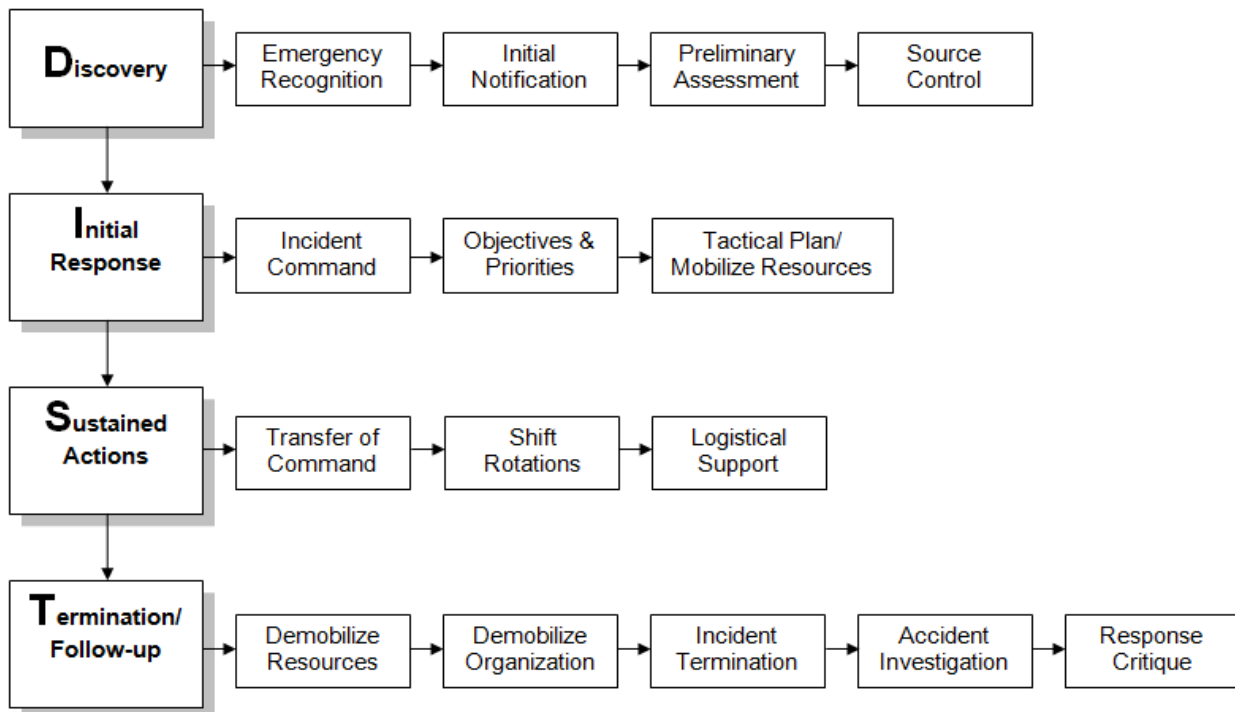 Discovery
Emergency
Recognition
Initial
Notification
Preliminary
Assessment
Source
Control
Initial
Response
Incident
Command
Objectives &
Priorities
Tactical Plan/
Mobilize Resources
Sustained
Actions
Transfer of
Command
Shift
Rotations
Logistical
Support
Termination/
Follow-up
Demobilize
Resources
Demobilize
Organization
Incident
Termination
Accident
Investigation
Response
Critique